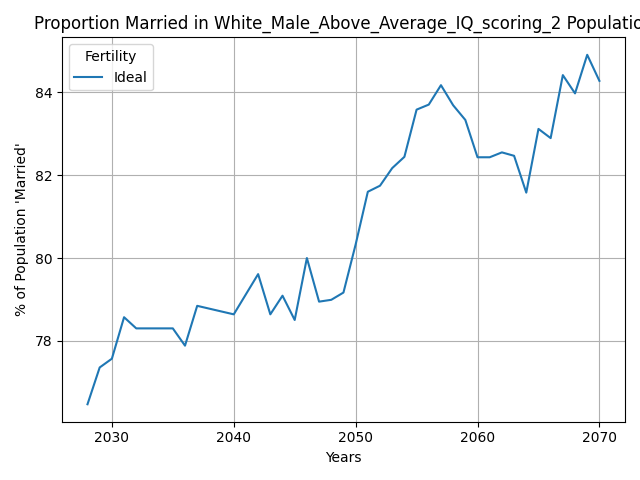 Proportion Married in White_Male_Above_Average_IQ_scoring_2 Populatio
Fertility
Ideal
% of Population 'Married'
84
82
80
78
2030 2040 2050 2060 2070
Years